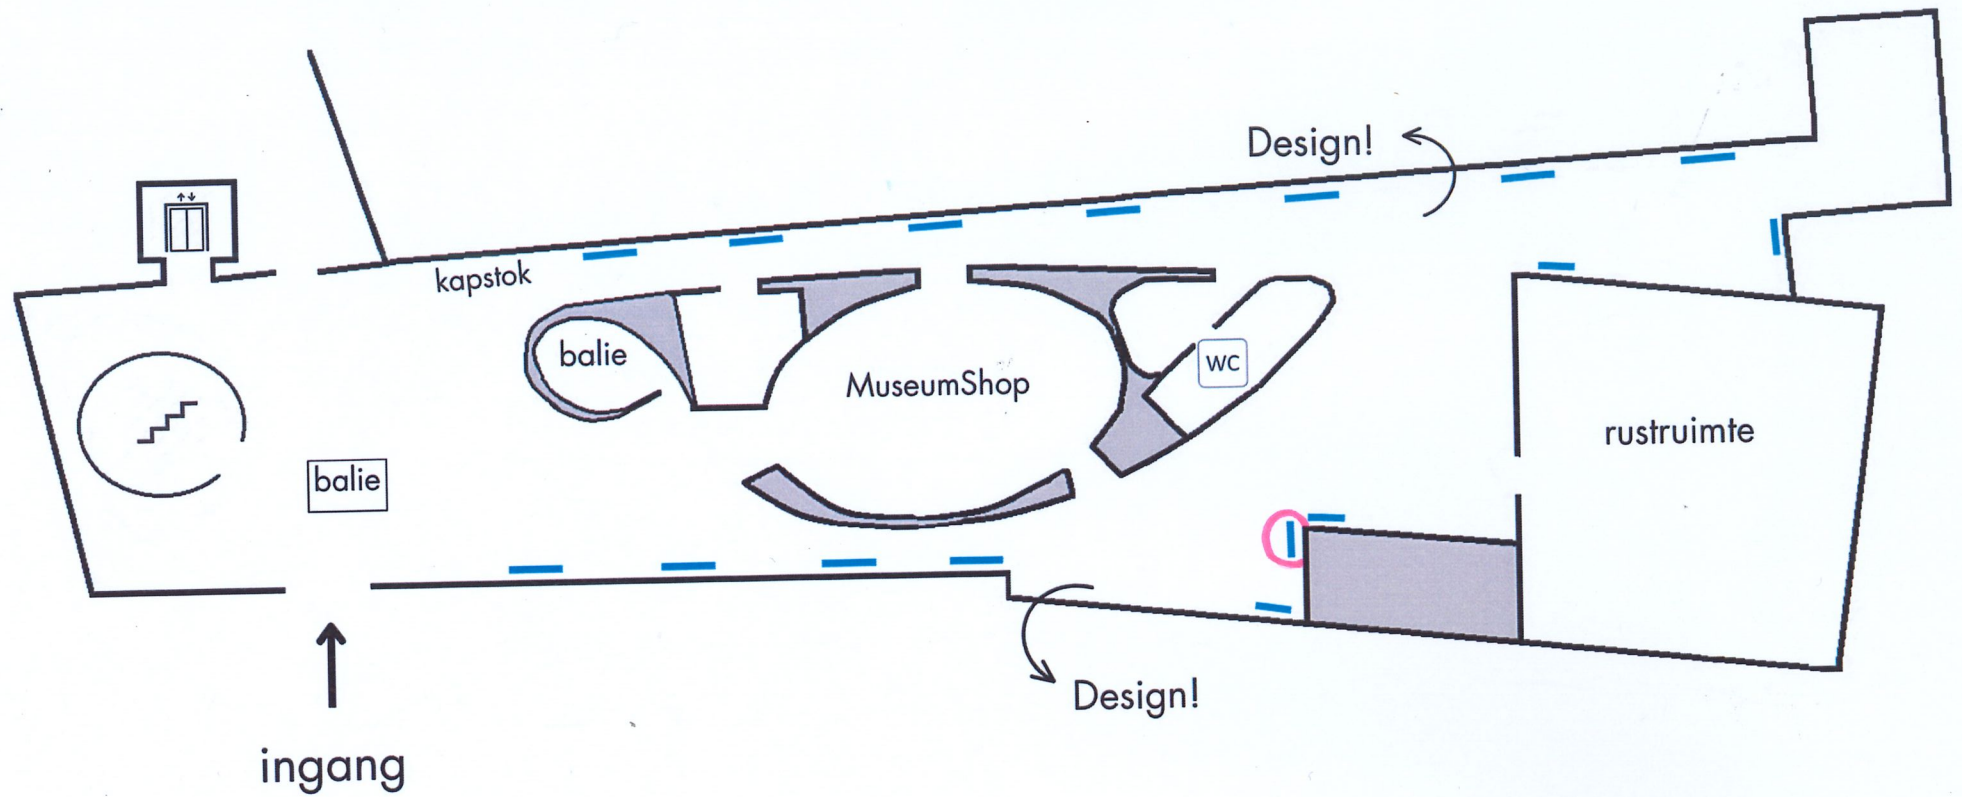 Design!
kapstok
balie
MuseumShop
wc
rustruimte
balie
Design!
ingang